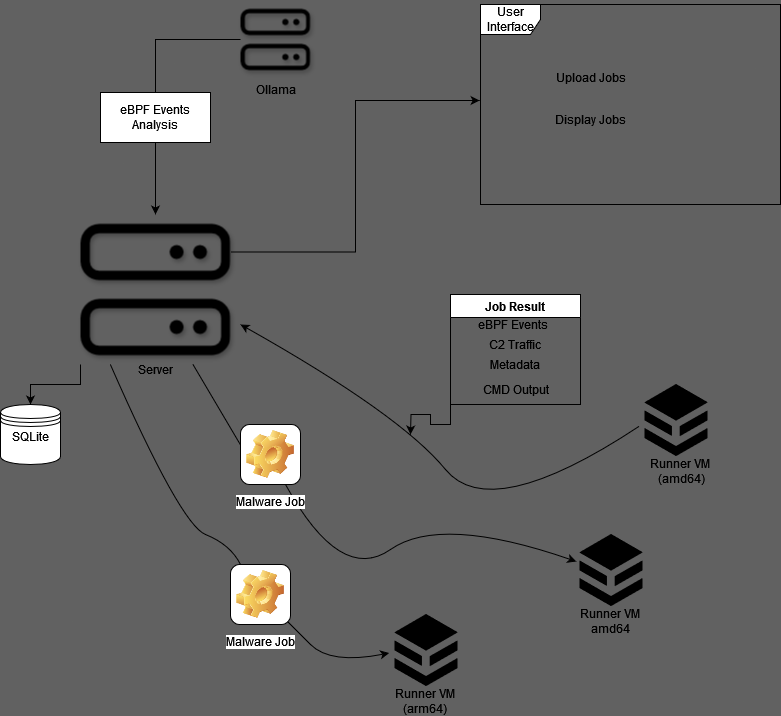 User
Interface
Ollama
Upload Jobs
eBPF Events
Analysis
Display Jobs
Job Result
eBPF Events
C2 Traffic
Metadata
CMD Output
Server
SQLite
Runner VM
(amd64)
Malware Job
Runner VM
amd64
Malware Job
Runner VM
(arm64)